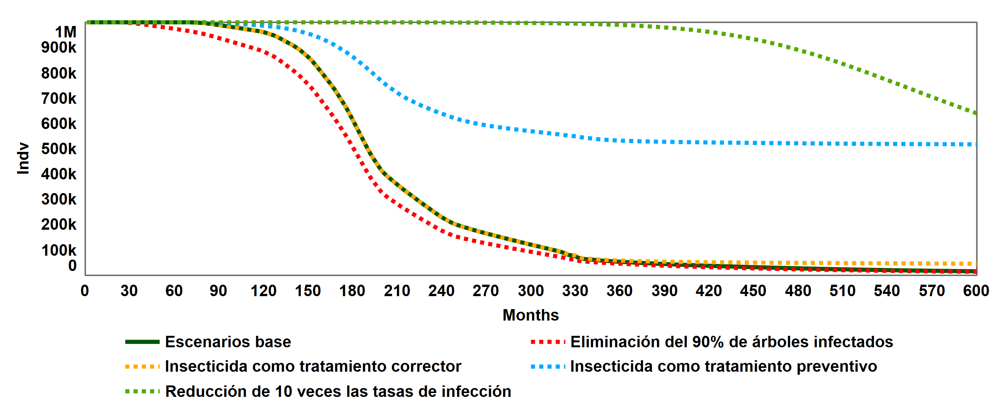 1M
900k
800k
700k
600k
500k
400k
300k
200k
100k
0
Indv
0 30 60 90 120 150 180 210 240 270 300 330 360 390 420 450 480 510 540 570 600
Months
Escenarios base
Eliminación del 90% de árboles infectados
Insecticida como tratamiento corrector
Insecticida como tratamiento preventivo
Reducción de 10 veces las tasas de infección